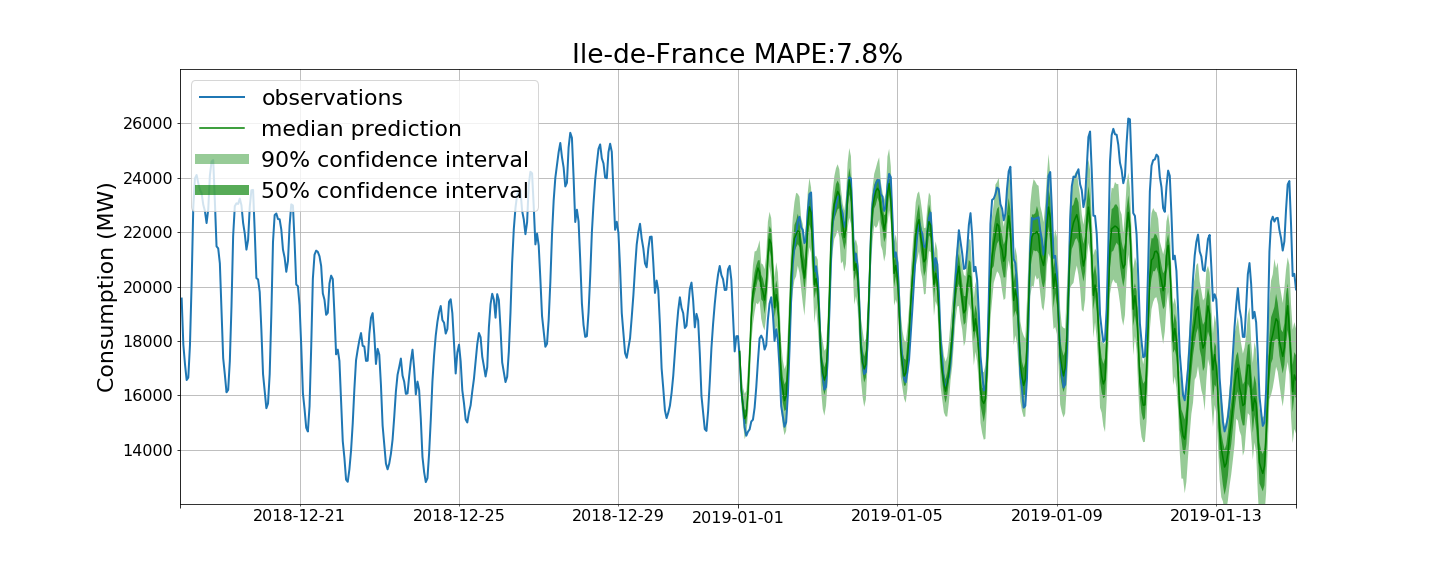 Ile-de-France MAPE:7.8%
observations
median prediction
90% confidence interval
50% confidence interval
Consumption (MW)
26000
24000
22000
20000
18000
16000
14000
2018-12-21
2018-12-25
2018-12-29
2019-01-01
2019-01-05
2019-01-09
2019-01-13